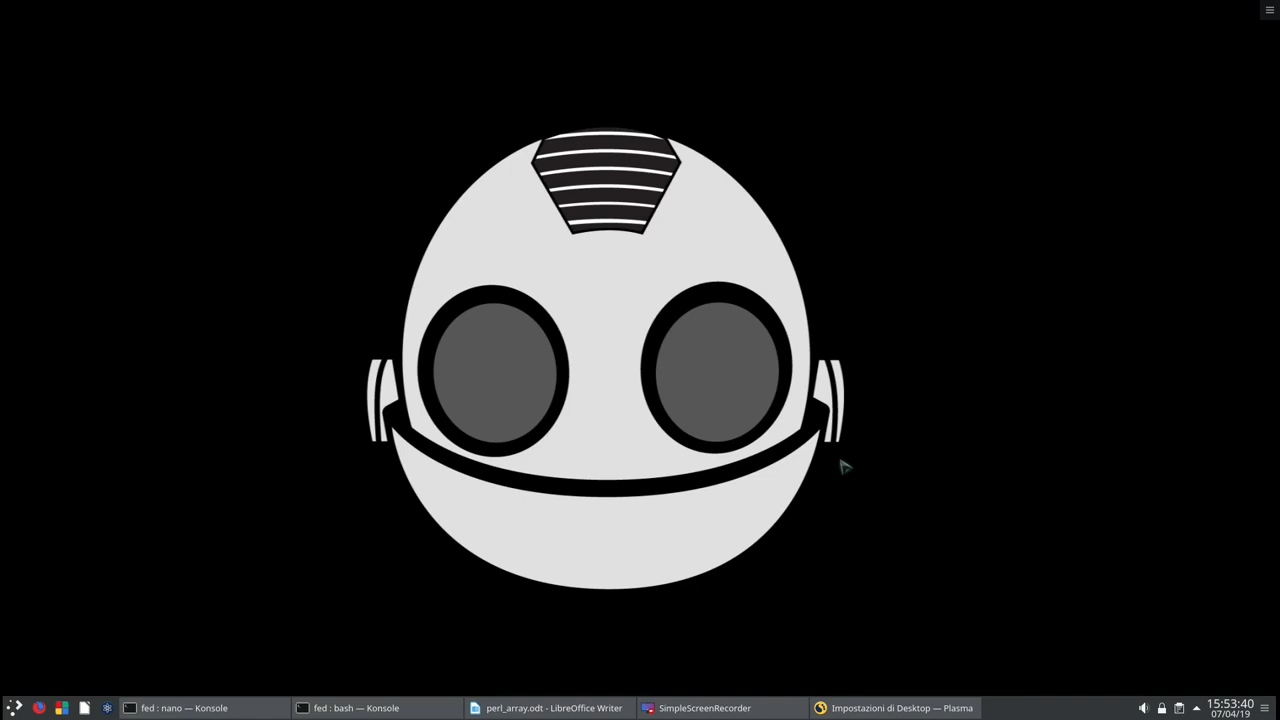 fed : nano — Konsole
fed : bash — Konsole
perl_array.odt - LibreOffice Writer
SimpleScreenRecorder
Impostazioni di Desktop — Plasma
15:53:40
07/04/19